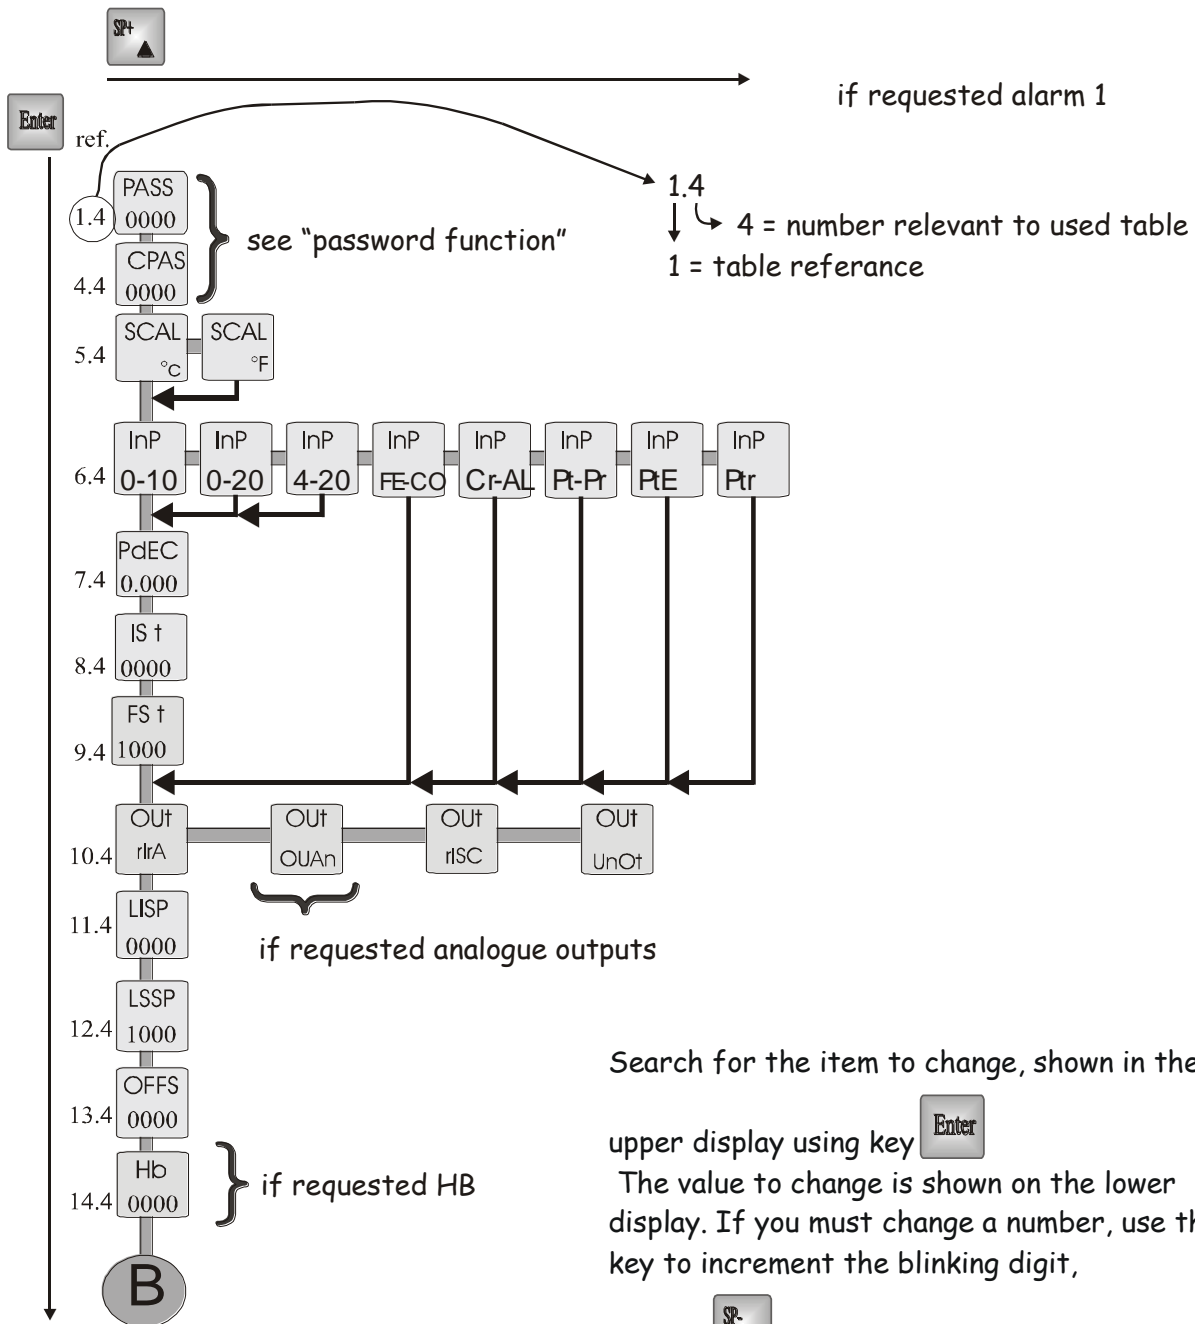 SP+
if requested alarm 1
Enter
ref.
PASS
1.4 0000
1.4
4 = number relevant to used table
1 = table referance
see “password function”
CPAS
4.4 0000
SCAL SCAL
5.4 °C °F
InP InP InP InP InP InP InP InP
6.4 0-10 0-20 4-20 FE-CO Cr-AL Pt-Pr PtE Ptr
PdEC
7.4 0.000
IS t
8.4 0000
FS t
9.4 1000
OUt OUt OUt OUt
10.4 rIrA OUAn rISC UnOt
LISP
11.4 0000
if requested analogue outputs
LSSP
12.4 1000
OFFS
13.4 0000
Hb
14.4 0000
if requested HB
B
Search for the item to change, shown in the
upper display using key Enter
The value to change is shown on the lower
display. If you must change a number, use th
key to increment the blinking digit,
SP-